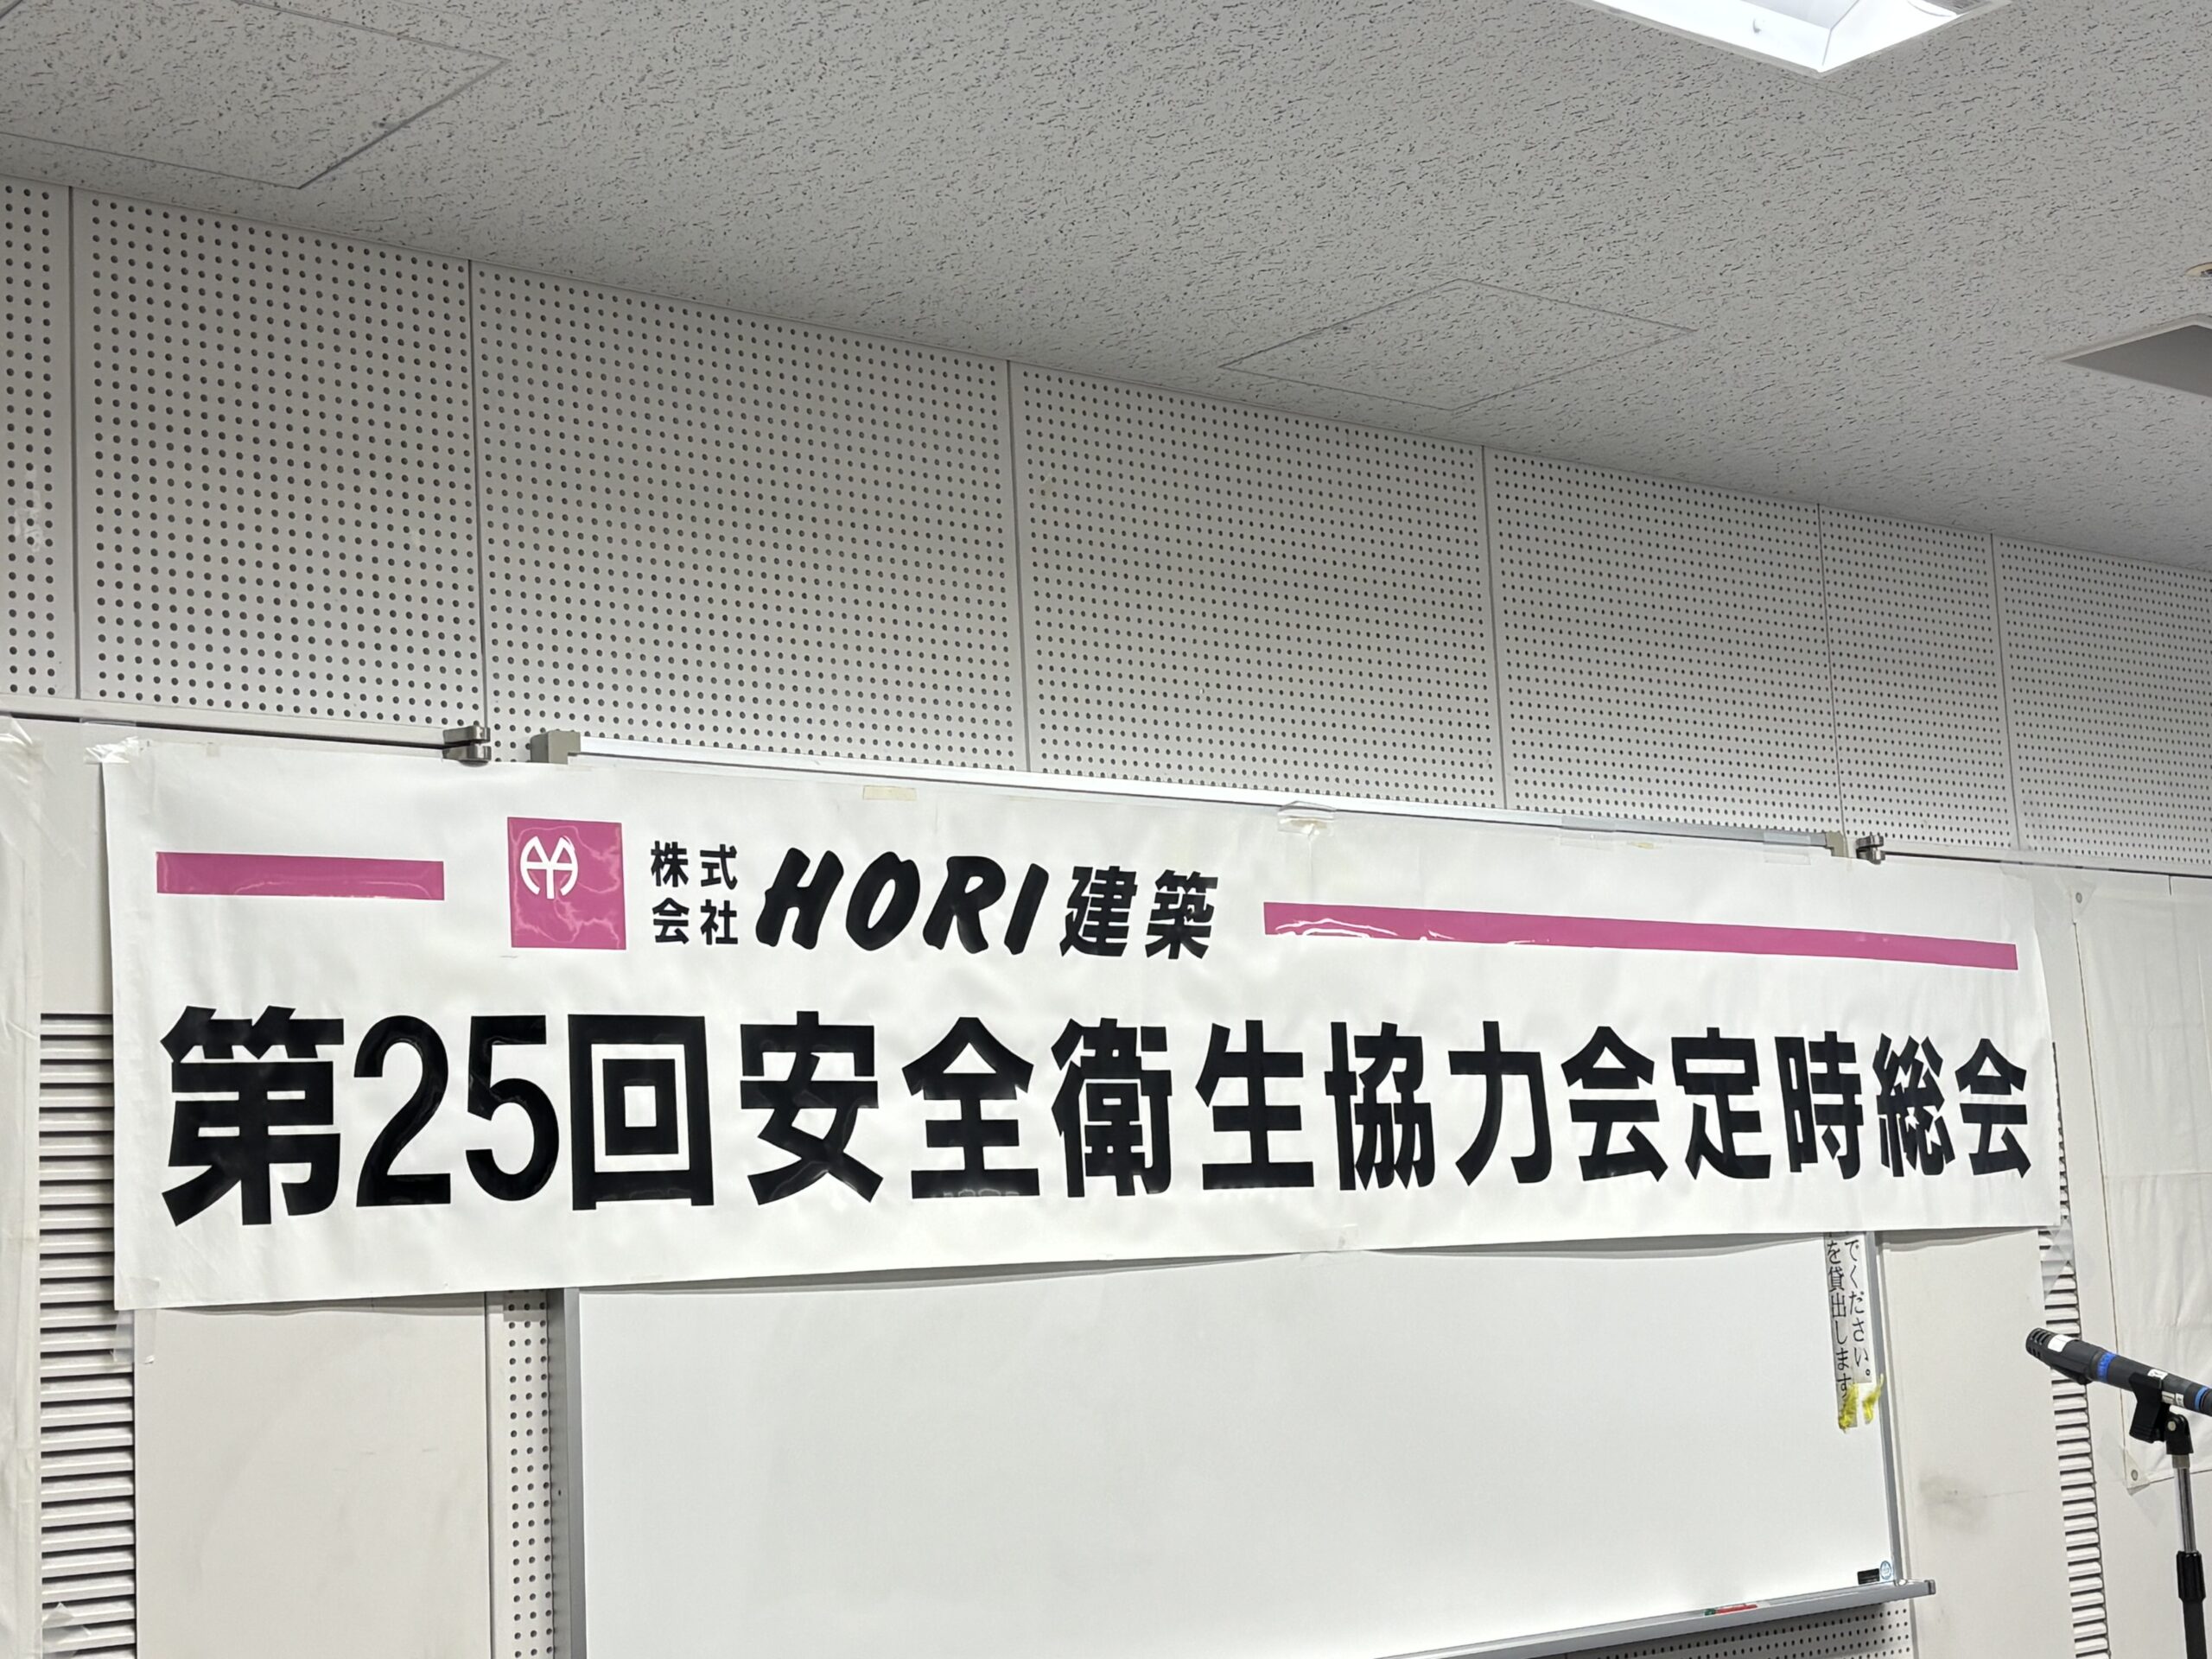 株式会社 HORI建築
第25回安全衛生協力会定時総会
でください。
を貸出します